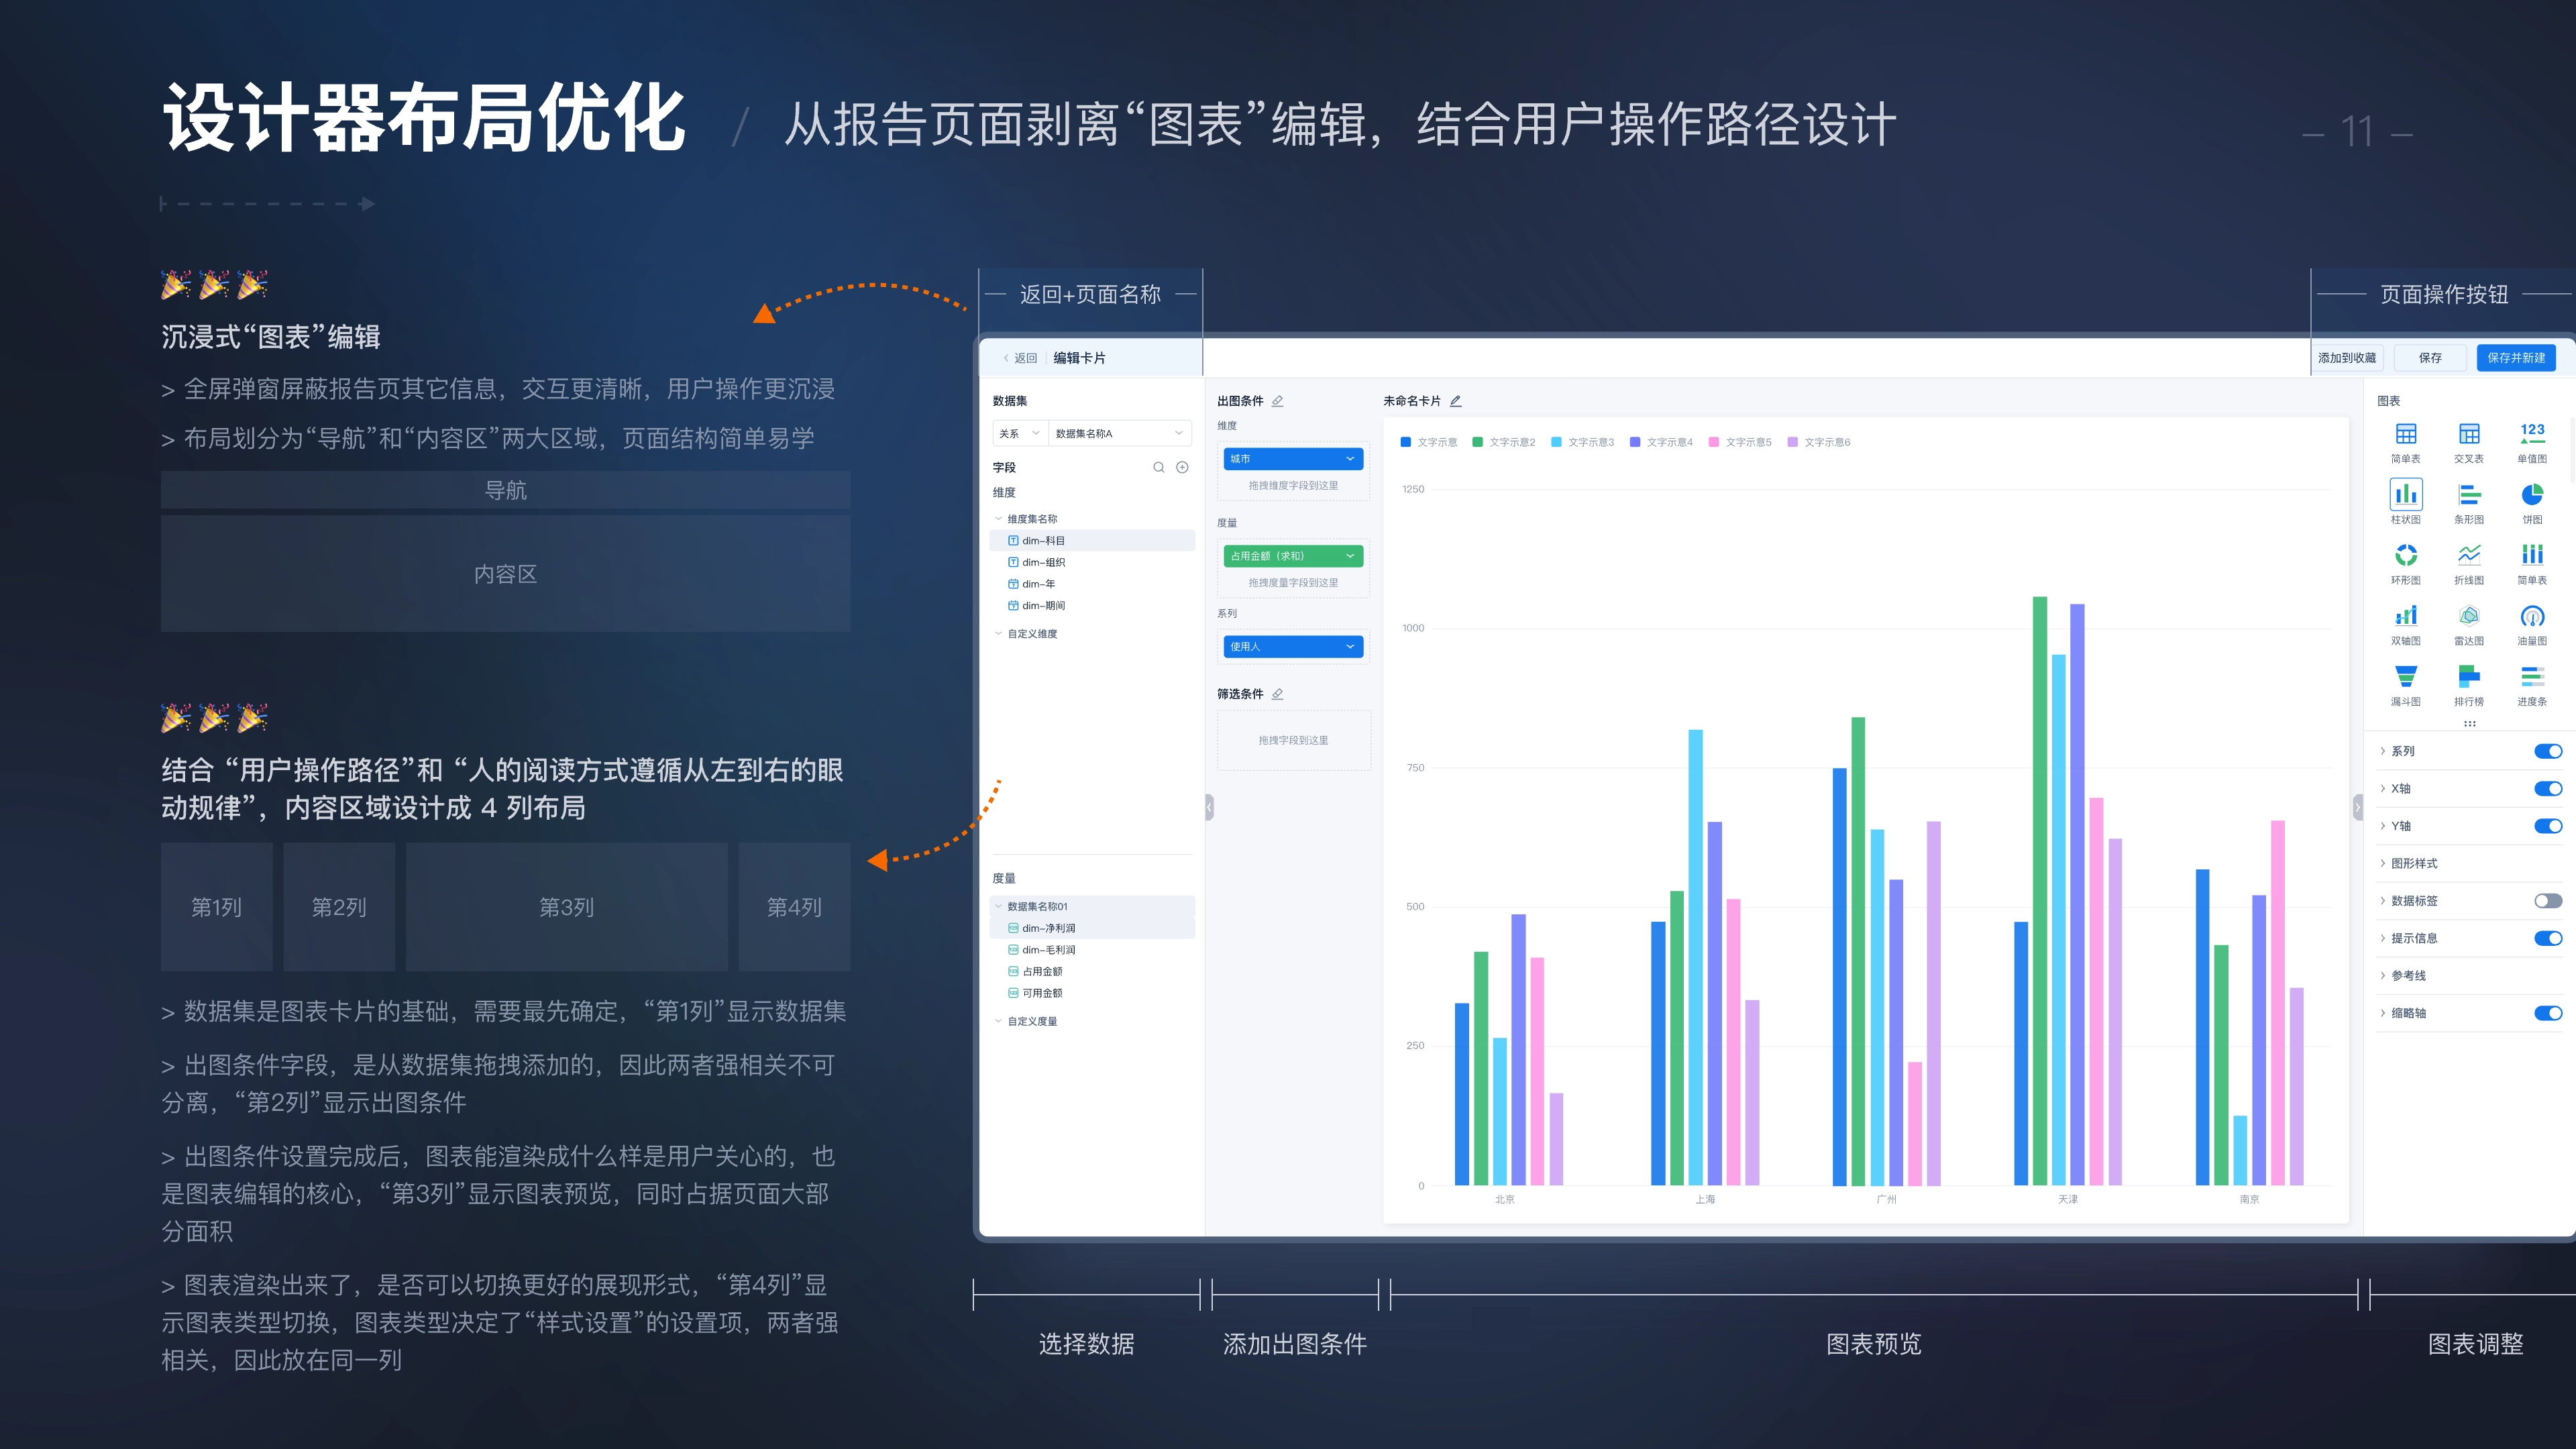 设计器布局优化 / 从报告页面剥离“图表”编辑，结合用户操作路径设计
– 11 –
沉浸式“图表”编辑
> 全屏弹窗屏蔽报告页其它信息，交互更清晰，用户操作更沉浸
> 布局划分为“导航”和“内容区”两大区域，页面结构简单易学
导航
内容区
结合 “用户操作路径”和 “人的阅读方式遵循从左到右的眼
动规律”，内容区域设计成 4 列布局
第1列 第2列 第3列 第4列
> 数据集是图表卡片的基础，需要最先确定，“第1列”显示数据集
> 出图条件字段，是从数据集拖拽添加的，因此两者强相关不可
分离，“第2列”显示出图条件
> 出图条件设置完成后，图表能渲染成什么样是用户关心的，也
是图表编辑的核心，“第3列”显示图表预览，同时占据页面大部
分面积
> 图表渲染出来了，是否可以切换更好的展现形式，“第4列”显
示图表类型切换，图表类型决定了“样式设置”的设置项，两者强
相关，因此放在同一列
返回+页面名称
页面操作按钮
返回 编辑卡片
添加到收藏 保存 保存并新建
数据集
关系 数据集名称A
字段
维度
维度集名称
dim-科目
dim-组织
dim-年
dim-期间
自定义维度
度量
数据集名称01
dim-净利润
dim-毛利润
占用金额
可用金额
自定义度量
出图条件
维度
城市
拖拽维度字段到这里
度量
占用金额（求和）
拖拽度量字段到这里
系列
使用人
筛选条件
拖拽字段到这里
未命名卡片
文字示意 文字示意2 文字示意3 文字示意4 文字示意5 文字示意6
1250
1000
750
500
250
0
北京 上海 广州 天津 南京
图表
123
简单表 交叉表 单值图
柱状图 条形图 饼图
环形图 折线图 简单表
双轴图 雷达图 油量图
漏斗图 排行榜 进度条
系列
X轴
Y轴
图形样式
数据标签
提示信息
参考线
缩略轴
选择数据 添加出图条件 图表预览 图表调整